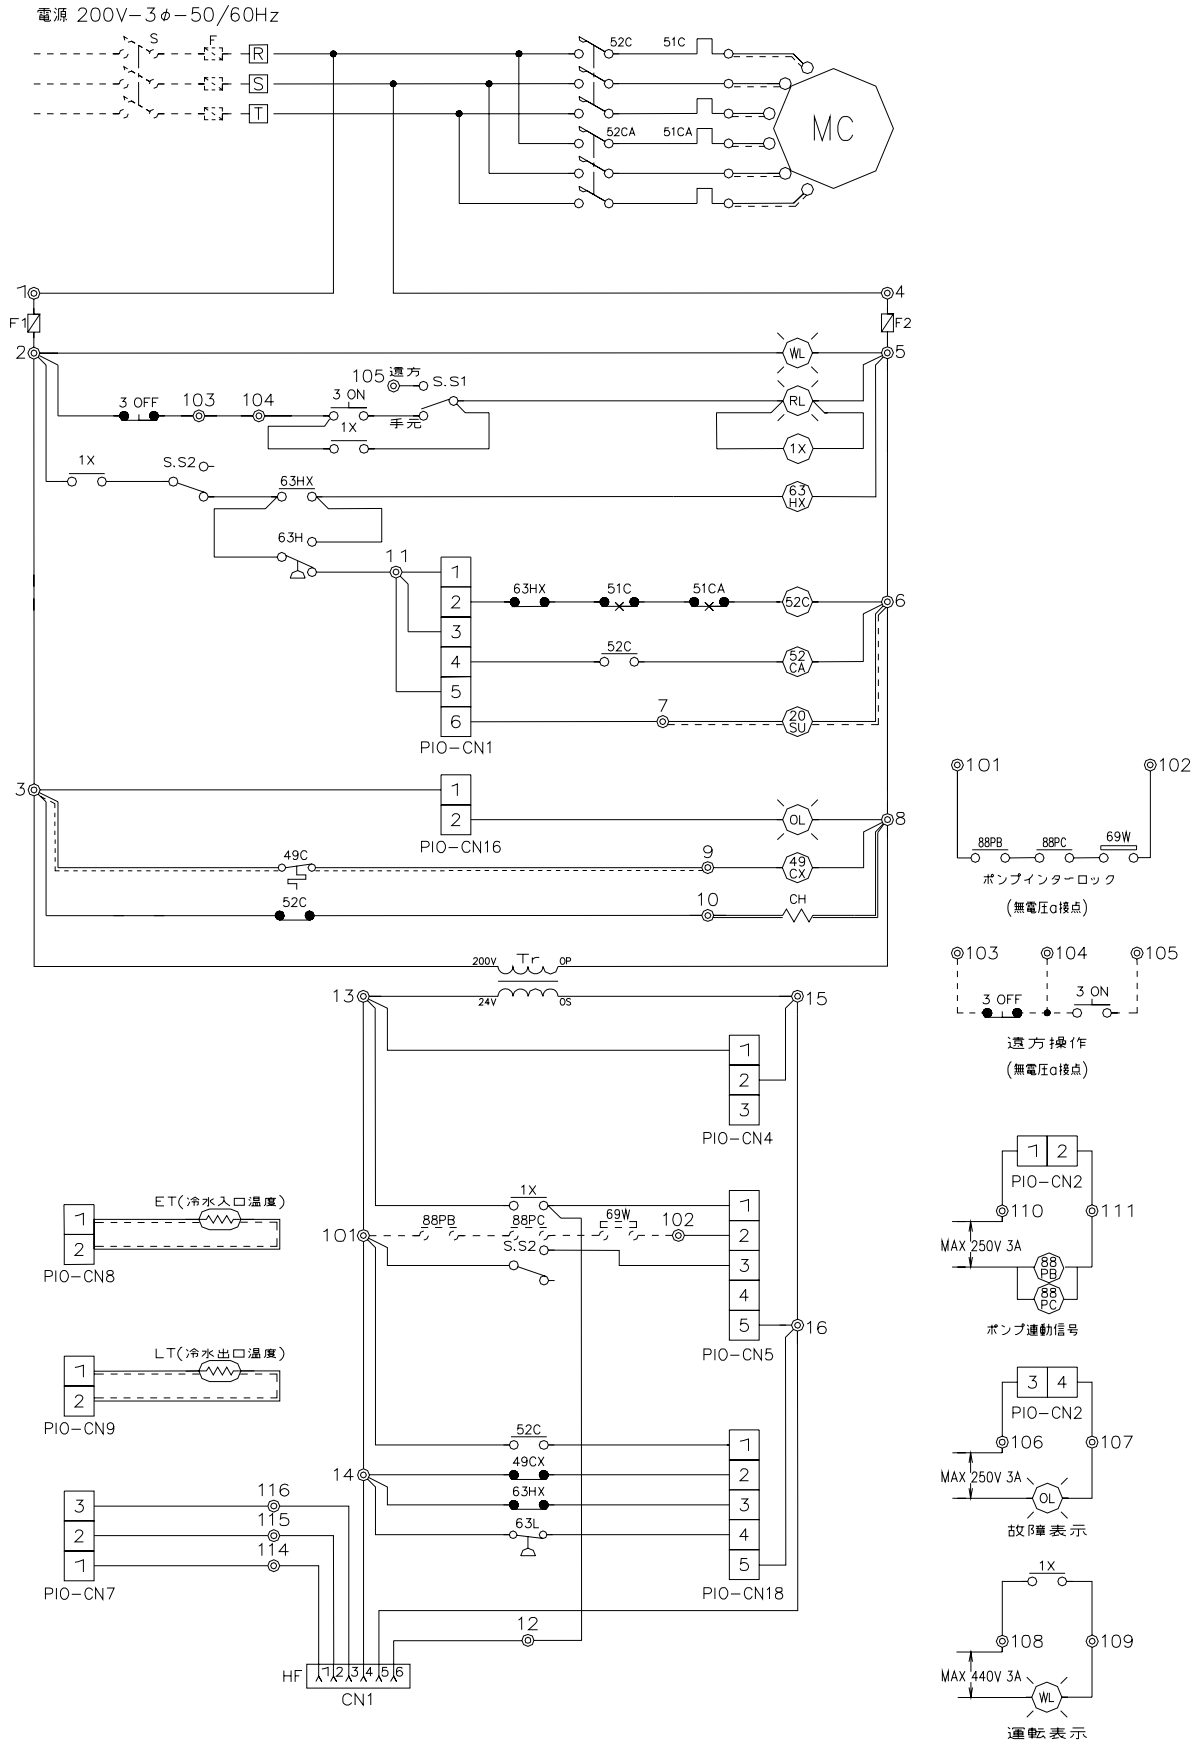 電源 200V-3φ-50/60Hz
S F R 52C 51C
S
T
52CA 51CA
MC
1 4
F1 F2
2 WL 5
105 遠方 S.S1
3 OFF 103 104 3 ON 手元 RL
1X 1X
1X S.S2 63HX 63 HX
63H 11
1
2 63HX 51C 51CA 52C 6
3
4 52C 52 CA
5
6 7 20 SU
PIO-CN1
3 1
2 OL 8
PIO-CN16
49C 9 49 CX
52C 10 CH
200V Tr 0P
24V 0S
13 15
1
2
3
PIO-CN4
1X 1
101 88PB 88PC 69W 102 2
S.S2 3
4
5 16
PIO-CN5
52C 1
14 49CX 2
63HX 3
63L 4
5
PIO-CN18
12
ET(冷水入口温度)
1
2
PIO-CN8
LT(冷水出口温度)
1
2
PIO-CN9
3 116
2 115
1 114
PIO-CN7
HF 1 2 3 4 5 6
CN1
101 102
88PB 88PC 69W
ポンプインターロック
(無電圧a接点)
103 104 105
3 OFF 3 ON
遠方操作
(無電圧a接点)
1 2
PIO-CN2
110 111
MAX 250V 3A
88 PB
88 PC
ポンプ連動信号
3 4
PIO-CN2
106 107
MAX 250V 3A
OL
故障表示
1X
108 109
MAX 440V 3A
WL
運転表示